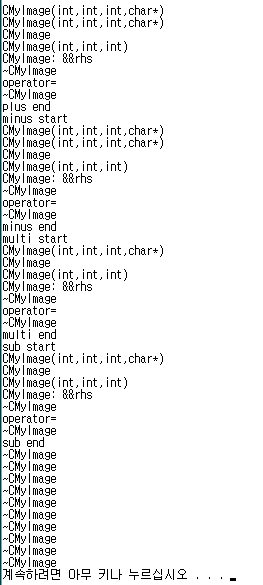 CMyImage(int,int,int,char*)
CMyImage(int,int,int,char*)
CMyImage
CMyImage(int,int,int)
CMyImage: &&rhs
~CMyImage
operator=
~CMyImage
plus end
minus start
CMyImage(int,int,int,char*)
CMyImage(int,int,int,char*)
CMyImage
CMyImage(int,int,int)
CMyImage: &&rhs
~CMyImage
operator=
~CMyImage
minus end
multi start
CMyImage(int,int,int,char*)
CMyImage
CMyImage(int,int,int)
CMyImage: &&rhs
~CMyImage
operator=
~CMyImage
multi end
sub start
CMyImage(int,int,int,char*)
CMyImage
CMyImage(int,int,int)
CMyImage: &&rhs
~CMyImage
operator=
~CMyImage
sub end
~CMyImage
~CMyImage
~CMyImage
~CMyImage
~CMyImage
~CMyImage
~CMyImage
~CMyImage
~CMyImage
~CMyImage
계속하려면 아무 키나 누르십시오 . . .